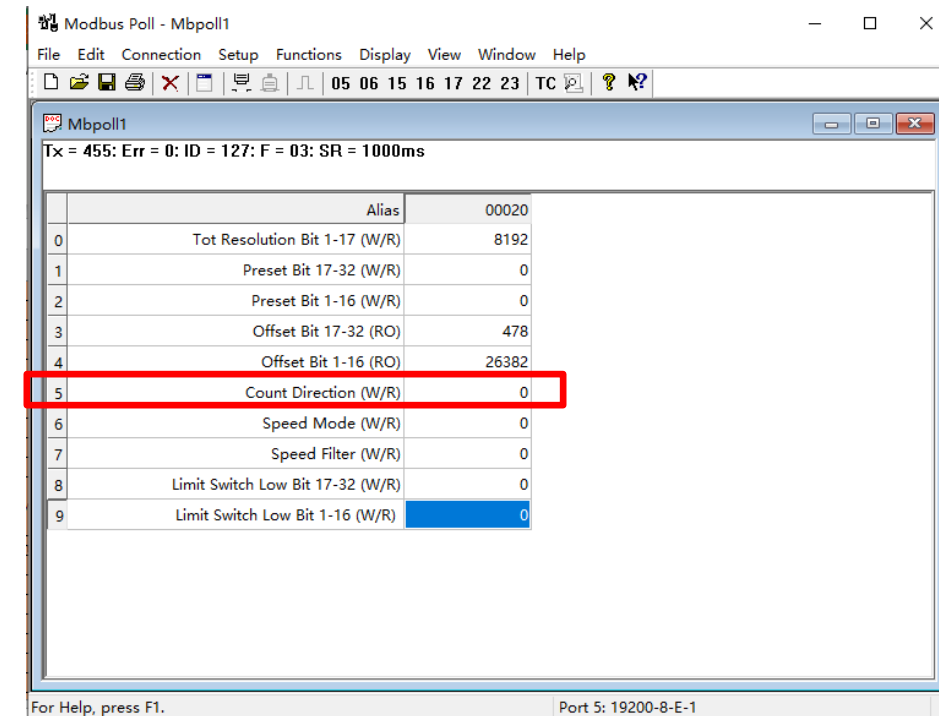 Modbus Poll - Mbpoll1
File Edit Connection Setup Functions Display View Window Help
05 06 15 16 17 22 23 TC
Mbpoll1
Tx = 455: Err = 0: ID = 127: F = 03: SR = 1000ms
Alias 00020
0 Tot Resolution Bit 1-17 (W/R) 8192
1 Preset Bit 17-32 (W/R) 0
2 Preset Bit 1-16 (W/R) 0
3 Offset Bit 17-32 (RO) 478
4 Offset Bit 1-16 (RO) 26382
5 Count Direction (W/R) 0
6 Speed Mode (W/R) 0
7 Speed Filter (W/R) 0
8 Limit Switch Low Bit 17-32 (W/R) 0
9 Limit Switch Low Bit 1-16 (W/R) 0
For Help, press F1. Port 5: 19200-8-E-1